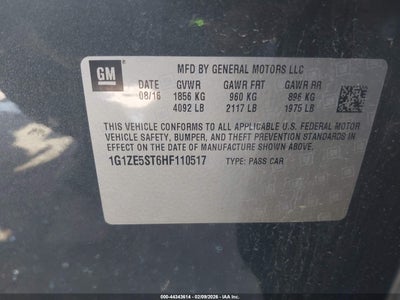 GM
MFD BY GENERAL MOTORS LLC
DATE GVWR GAWR FRT GAWR RR
08/16 1856 KG 960 KG 896 KG
4092 LB 2117 LB 1975 LB
THIS VEHICLE CONFORMS TO ALL APPLICABLE U.S. FEDERAL MOTOR
VEHICLE SAFETY, BUMPER, AND THEFT PREVENTION STANDARDS IN
EFFECT ON THE DATE OF MANUFACTURE SHOWN ABOVE.
1G1ZE5ST6HF110517 TYPE: PASS CAR
000-44343614 - 02/09/2026 - IAAI.COM